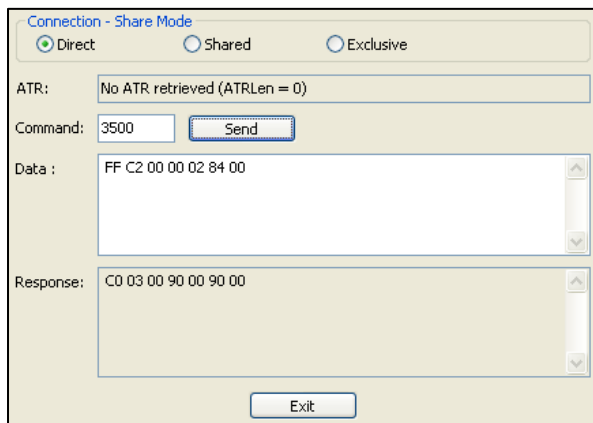 Connection - Share Mode
Direct Shared Exclusive
ATR: No ATR retrieved (ATRLen = 0)
Command: 3500 Send
Data : FF C2 00 00 02 84 00
Response: C0 03 00 90 00 90 00
Exit